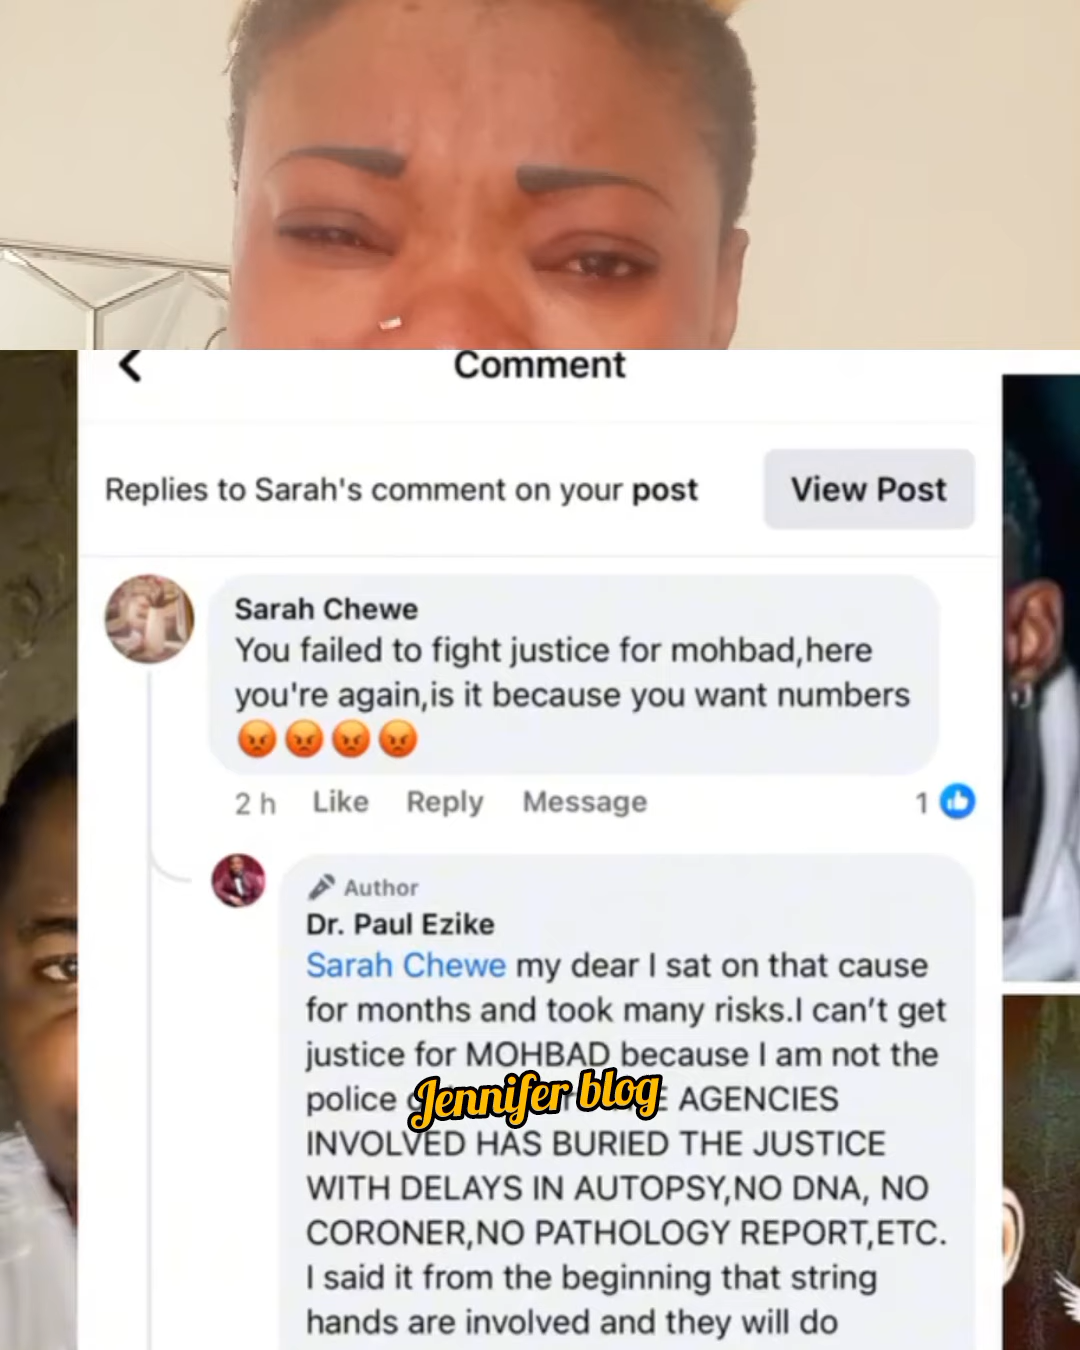 Comment
Replies to Sarah's comment on your post
View Post
Sarah Chewe
You failed to fight justice for mohbad,here
you're again,is it because you want numbers
😡😡😡😡
2 h Like Reply Message 1
Author
Dr. Paul Ezike
Sarah Chewe my dear I sat on that cause
for months and took many risks.I can’t get
justice for MOHBAD because I am not the
police AGENCIES
Jennifer blog
INVOLVED HAS BURIED THE JUSTICE
WITH DELAYS IN AUTOPSY,NO DNA, NO
CORONER,NO PATHOLOGY REPORT,ETC.
I said it from the beginning that string
hands are involved and they will do